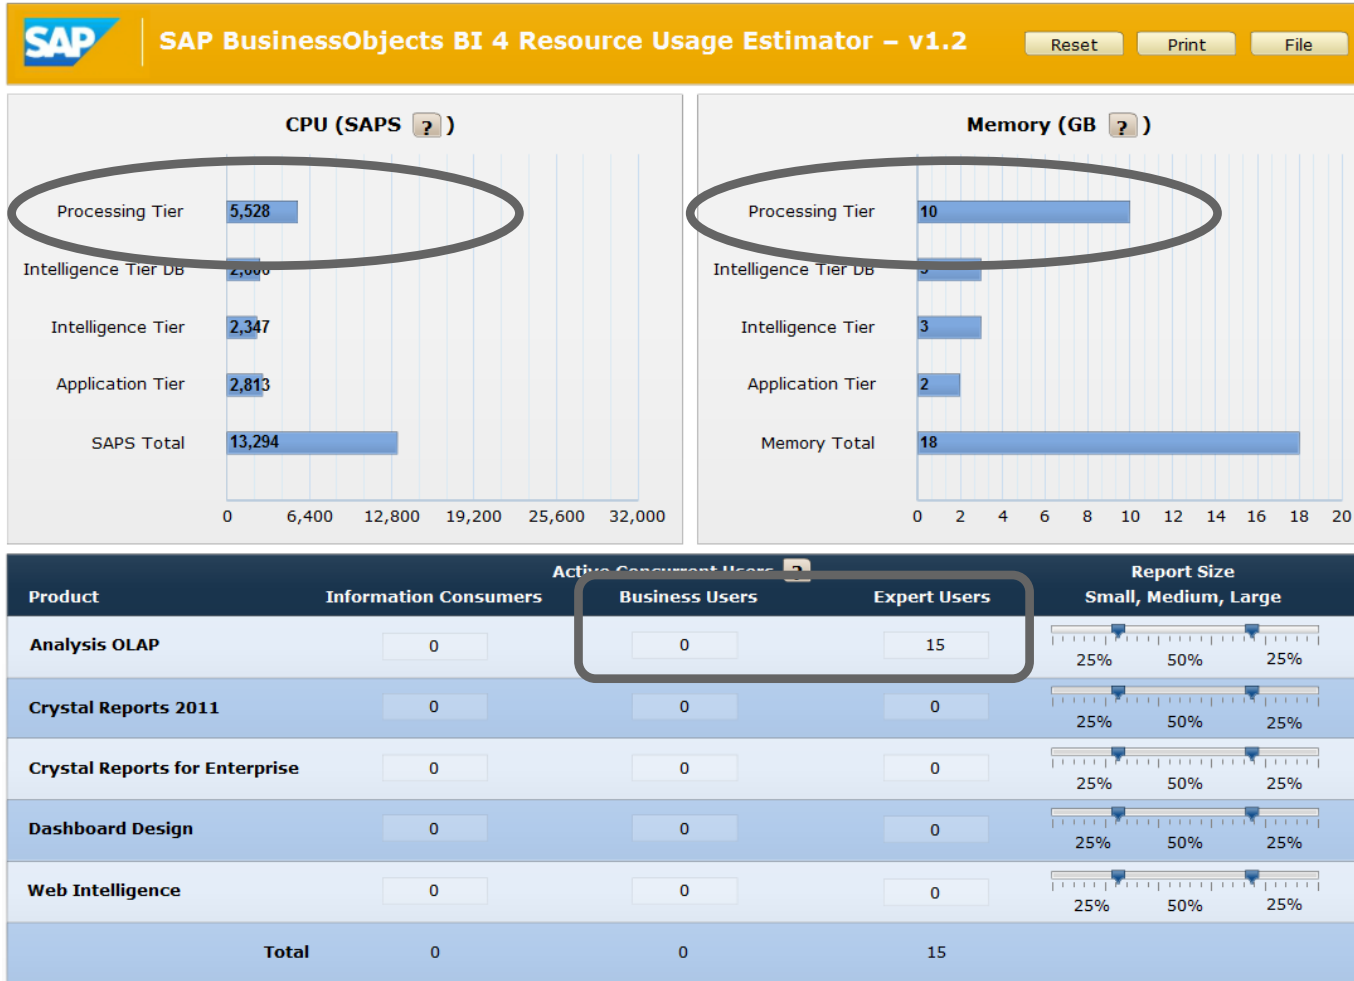 SAP SAP BusinessObjects BI 4 Resource Usage Estimator – v1.2 Reset Print File
CPU (SAPS ? )
Processing Tier 5,528
Intelligence Tier DB
Intelligence Tier 2,347
Application Tier 2,813
SAPS Total 13,294
0 6,400 12,800 19,200 25,600 32,000
Memory (GB ? )
Processing Tier 10
Intelligence Tier DB
Intelligence Tier 3
Application Tier 2
Memory Total 18
0 2 4 6 8 10 12 14 16 18 20
Active Concurrent Users ? Report Size
Product Information Consumers Business Users Expert Users Small, Medium, Large
Analysis OLAP 0 0 15 25% 50% 25%
Crystal Reports 2011 0 0 0 25% 50% 25%
Crystal Reports for Enterprise 0 0 0 25% 50% 25%
Dashboard Design 0 0 0 25% 50% 25%
Web Intelligence 0 0 0 25% 50% 25%
Total 0 0 15